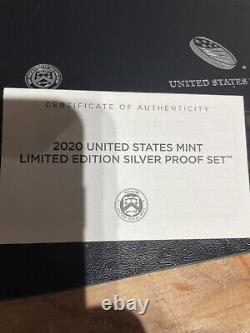 UNITED STATES
CERTIFICATE OF AUTHENTICITY
2020 UNITED STATES MINT
LIMITED EDITION SILVER PROOF SET™